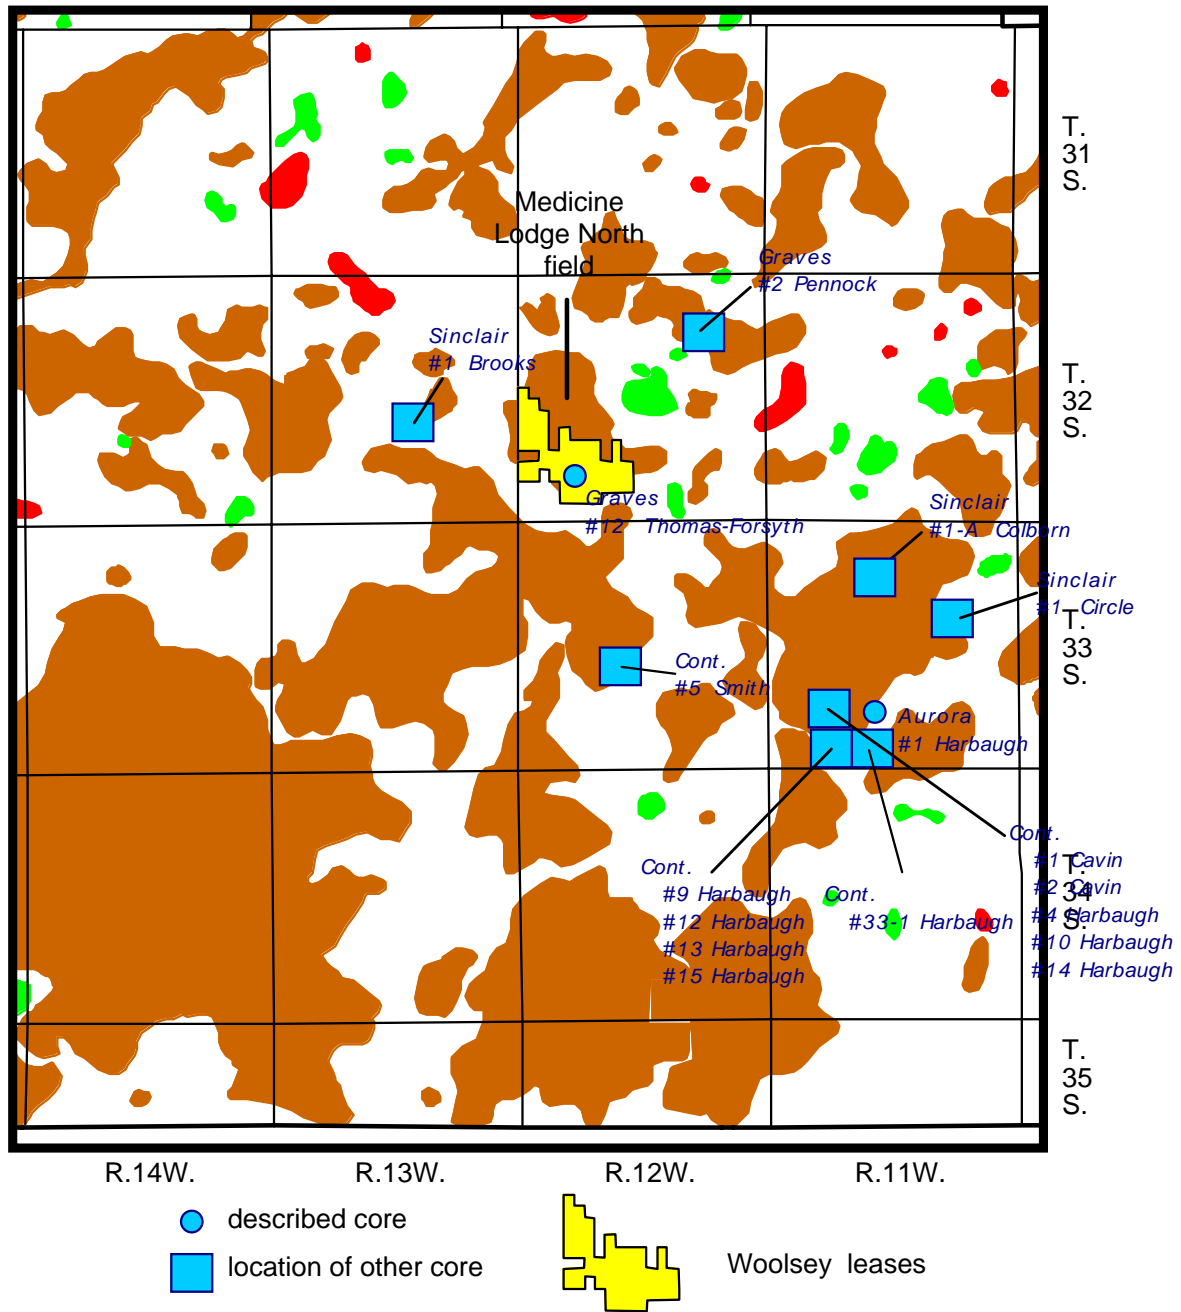 T.
31
S.
Medicine
Lodge North
field
Graves
#2 Pennock
Sinclair
#1 Brooks
T.
32
S.
Graves
#12 Thomas-Forsyth
Sinclair
#1-A Colborn
Sinclair
#1 Circle
T.
33
S.
Cont.
#5 Smith
Aurora
#1 Harbaugh
Cont.
#9 Harbaugh
#12 Harbaugh
#13 Harbaugh
#15 Harbaugh
Cont.
#33-1 Harbaugh
Cont.
#1 Cavin
#2 Cavin
#4 Harbaugh
#10 Harbaugh
#14 Harbaugh
T.
34
S.
T.
35
S.
R.14W.
R.13W.
R.12W.
R.11W.
described core
location of other core
Woolsey leases